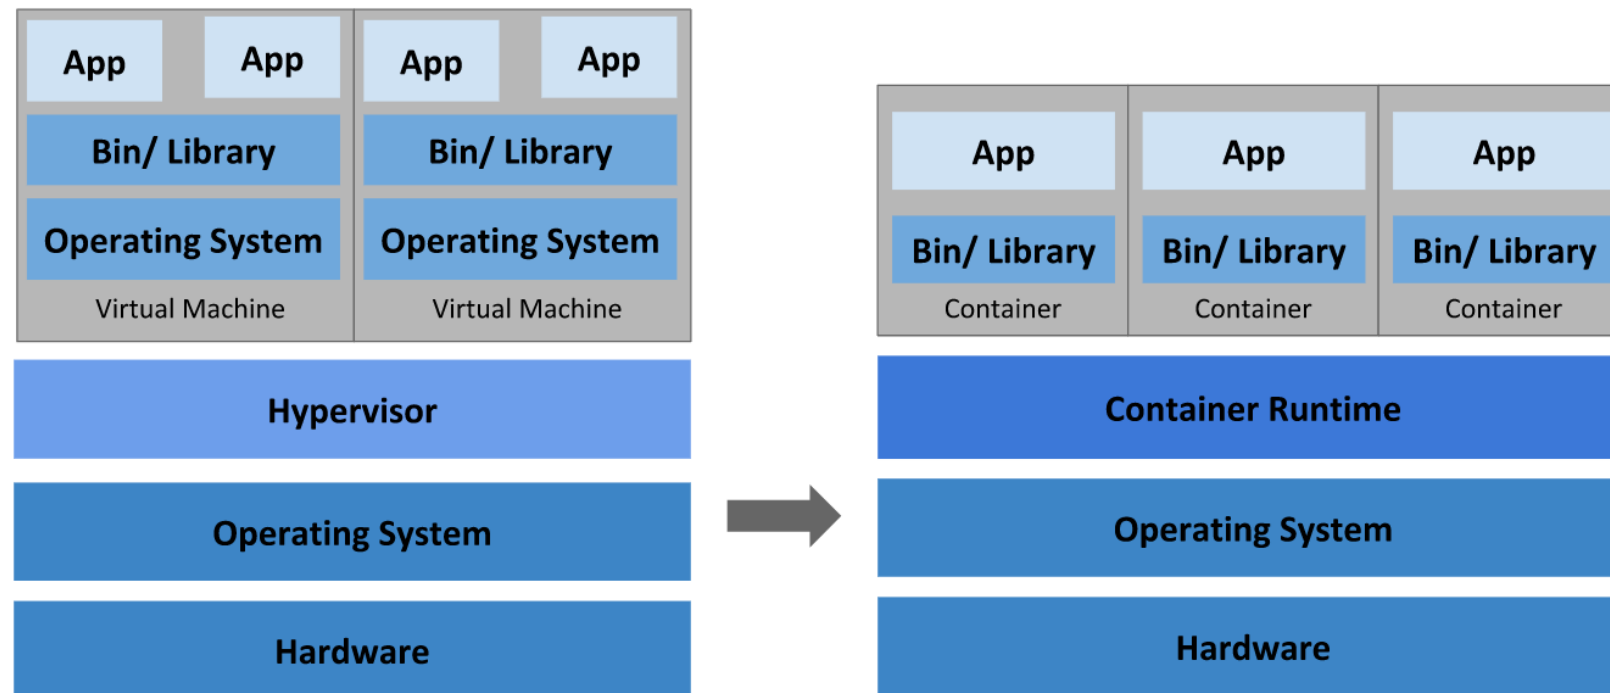 App
App
Bin/ Library
Operating System
Virtual Machine
App
App
Bin/ Library
Operating System
Virtual Machine
Hypervisor
Operating System
Hardware
App
Bin/ Library
Container
App
Bin/ Library
Container
App
Bin/ Library
Container
Container Runtime
Operating System
Hardware